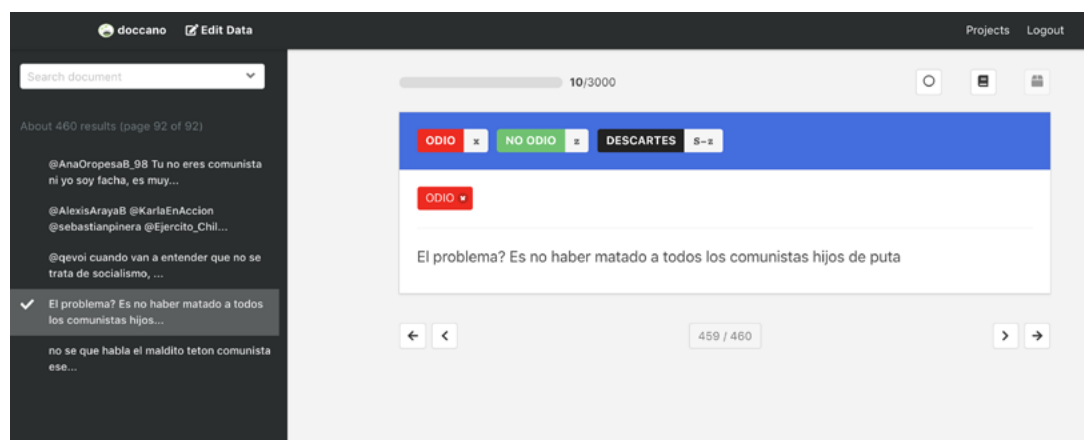 doccano Edit Data Projects Logout
Search document
About 460 results (page 92 of 92)
@AnaOropesaB_98 Tu no eres comunista
ni yo soy facha, es muy...
@AlexisArayaB @KarlaEnAccion
@sebastianpinera @Ejercito_Chil...
@qevoi cuando van a entender que no se
trata de socialismo, ...
El problema? Es no haber matado a todos
los comunistas hijos...
no se que habla el maldito teton comunista
ese...
10/3000
ODIO x NO ODIO z DESCARTES S-z
ODIO
El problema? Es no haber matado a todos los comunistas hijos de puta
459 / 460